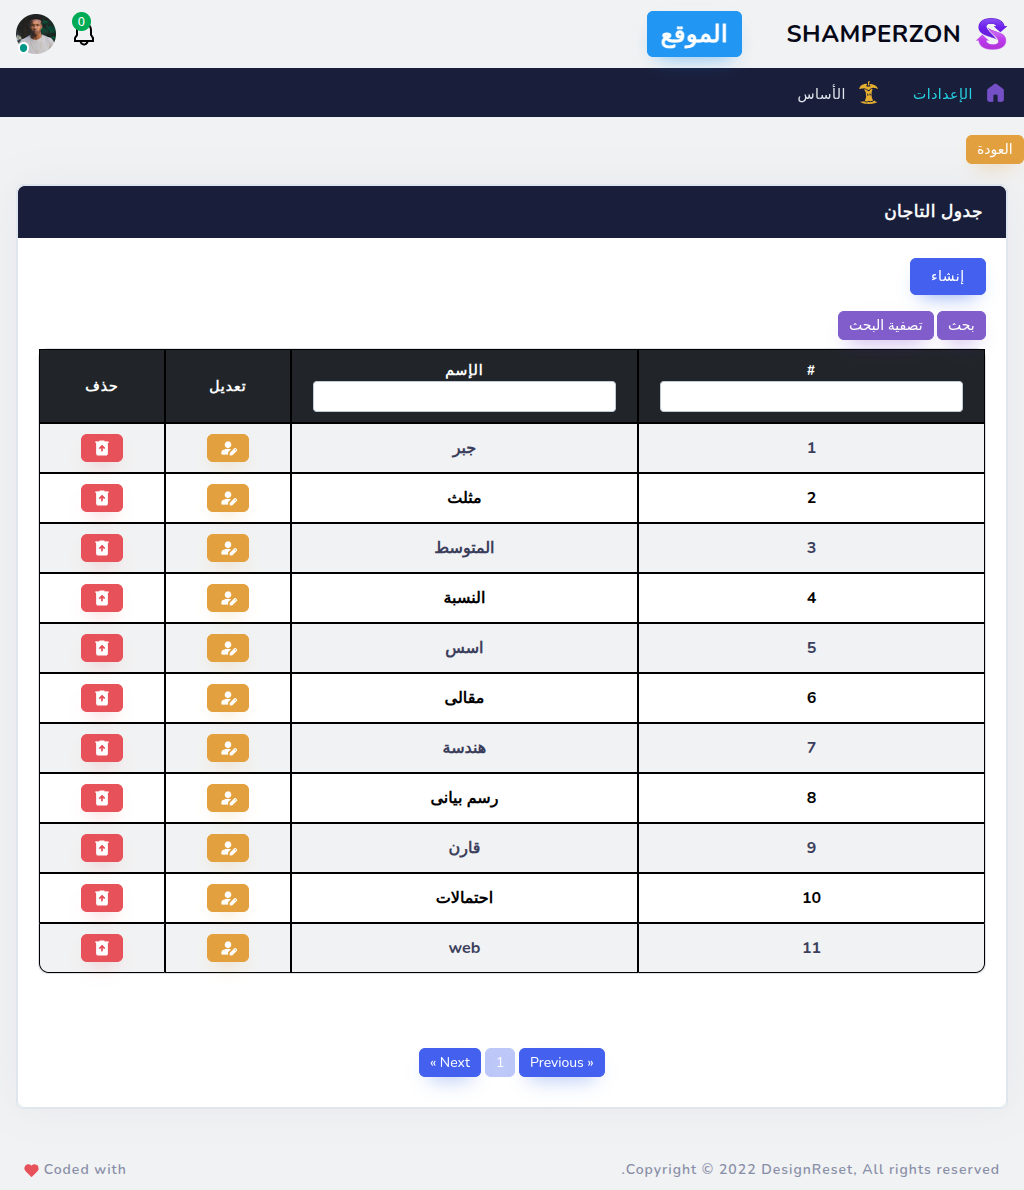 SHAMPERZON الموقع 0
الإعدادات الأساس
العودة
جدول التاجان
إنشاء
بحث تصفية البحث
# الإسم تعديل حذف
1 جبر
2 مثلث
3 المتوسط
4 النسبة
5 اسس
6 مقالى
7 هندسة
8 رسم بيانى
9 قارن
10 احتمالات
11 web
Previous » 1 « Next
.Copyright © 2022 DesignReset, All rights reserved
Coded with